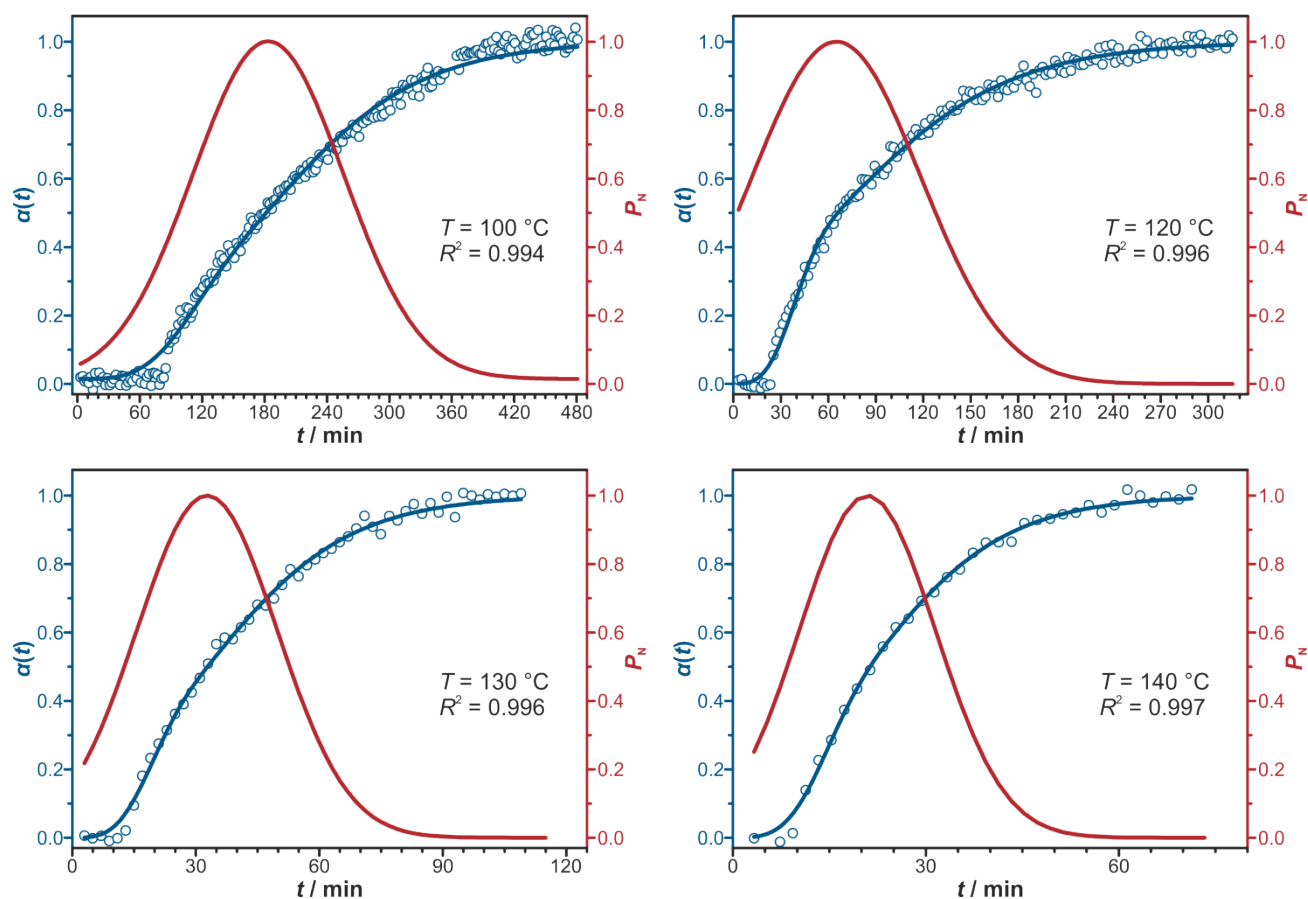 1.0
0.8
0.6
0.4
0.2
0.0
α(t)
1.0
0.8
0.6
0.4
0.2
0.0
P_N
T = 100 °C
R² = 0.994
0 60 120 180 240 300 360 420 480
t / min
1.0
0.8
0.6
0.4
0.2
0.0
α(t)
1.0
0.8
0.6
0.4
0.2
0.0
P_N
T = 120 °C
R² = 0.996
0 30 60 90 120 150 180 210 240 270 300
t / min
1.0
0.8
0.6
0.4
0.2
0.0
α(t)
1.0
0.8
0.6
0.4
0.2
0.0
P_N
T = 130 °C
R² = 0.996
0 30 60 90 120
t / min
1.0
0.8
0.6
0.4
0.2
0.0
α(t)
1.0
0.8
0.6
0.4
0.2
0.0
P_N
T = 140 °C
R² = 0.997
0 30 60
t / min